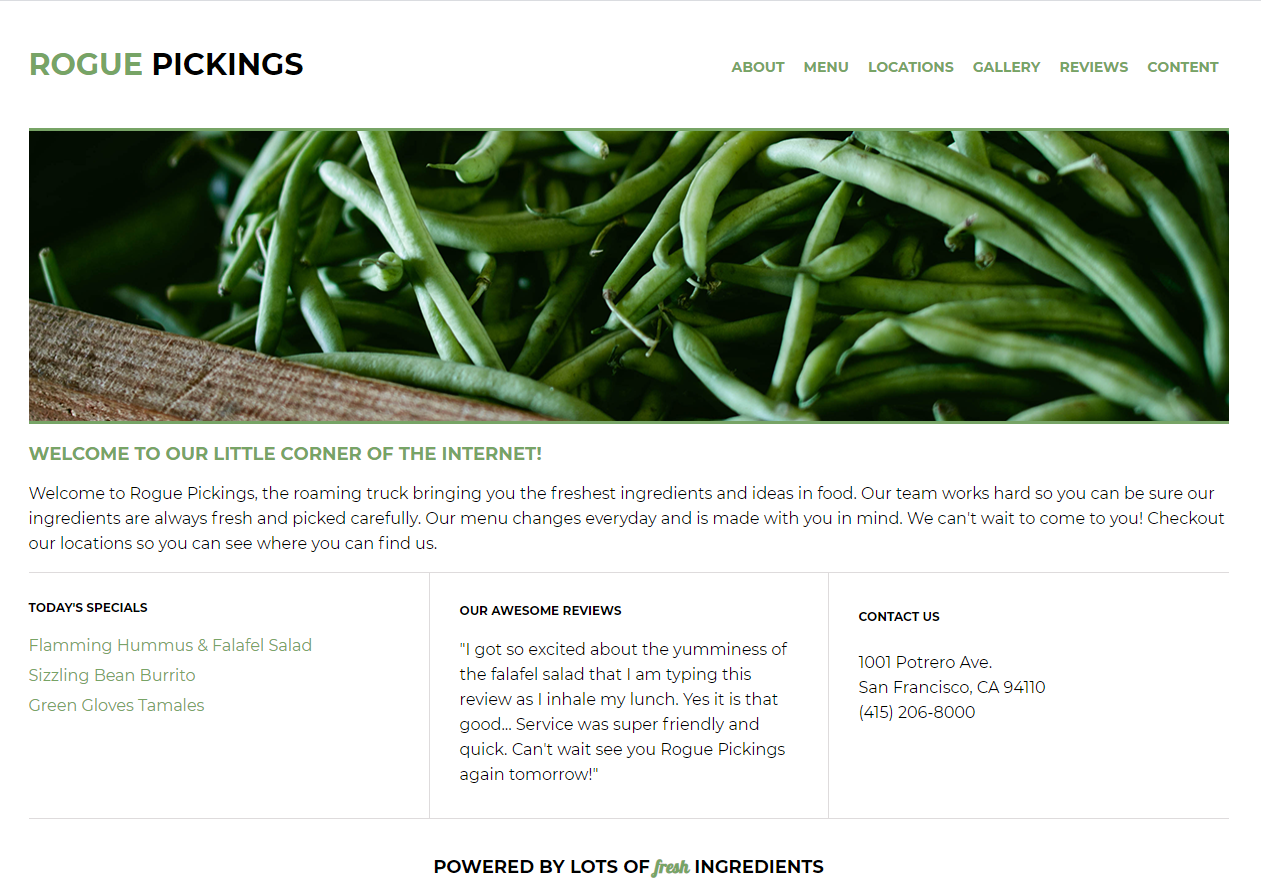 ROGUE PICKINGS
ABOUT MENU LOCATIONS GALLERY REVIEWS CONTENT
WELCOME TO OUR LITTLE CORNER OF THE INTERNET!
Welcome to Rogue Pickings, the roaming truck bringing you the freshest ingredients and ideas in food. Our team works hard so you can be sure our
ingredients are always fresh and picked carefully. Our menu changes everyday and is made with you in mind. We can't wait to come to you! Checkout
our locations so you can see where you can find us.
TODAY'S SPECIALS
Flamming Hummus & Falafel Salad
Sizzling Bean Burrito
Green Gloves Tamales
OUR AWESOME REVIEWS
"I got so excited about the yumminess of
the falafel salad that I am typing this
review as I inhale my lunch. Yes it is that
good... Service was super friendly and
quick. Can't wait see you Rogue Pickings
again tomorrow!"
CONTACT US
1001 Potrero Ave.
San Francisco, CA 94110
(415) 206-8000
POWERED BY LOTS OF fresh INGREDIENTS